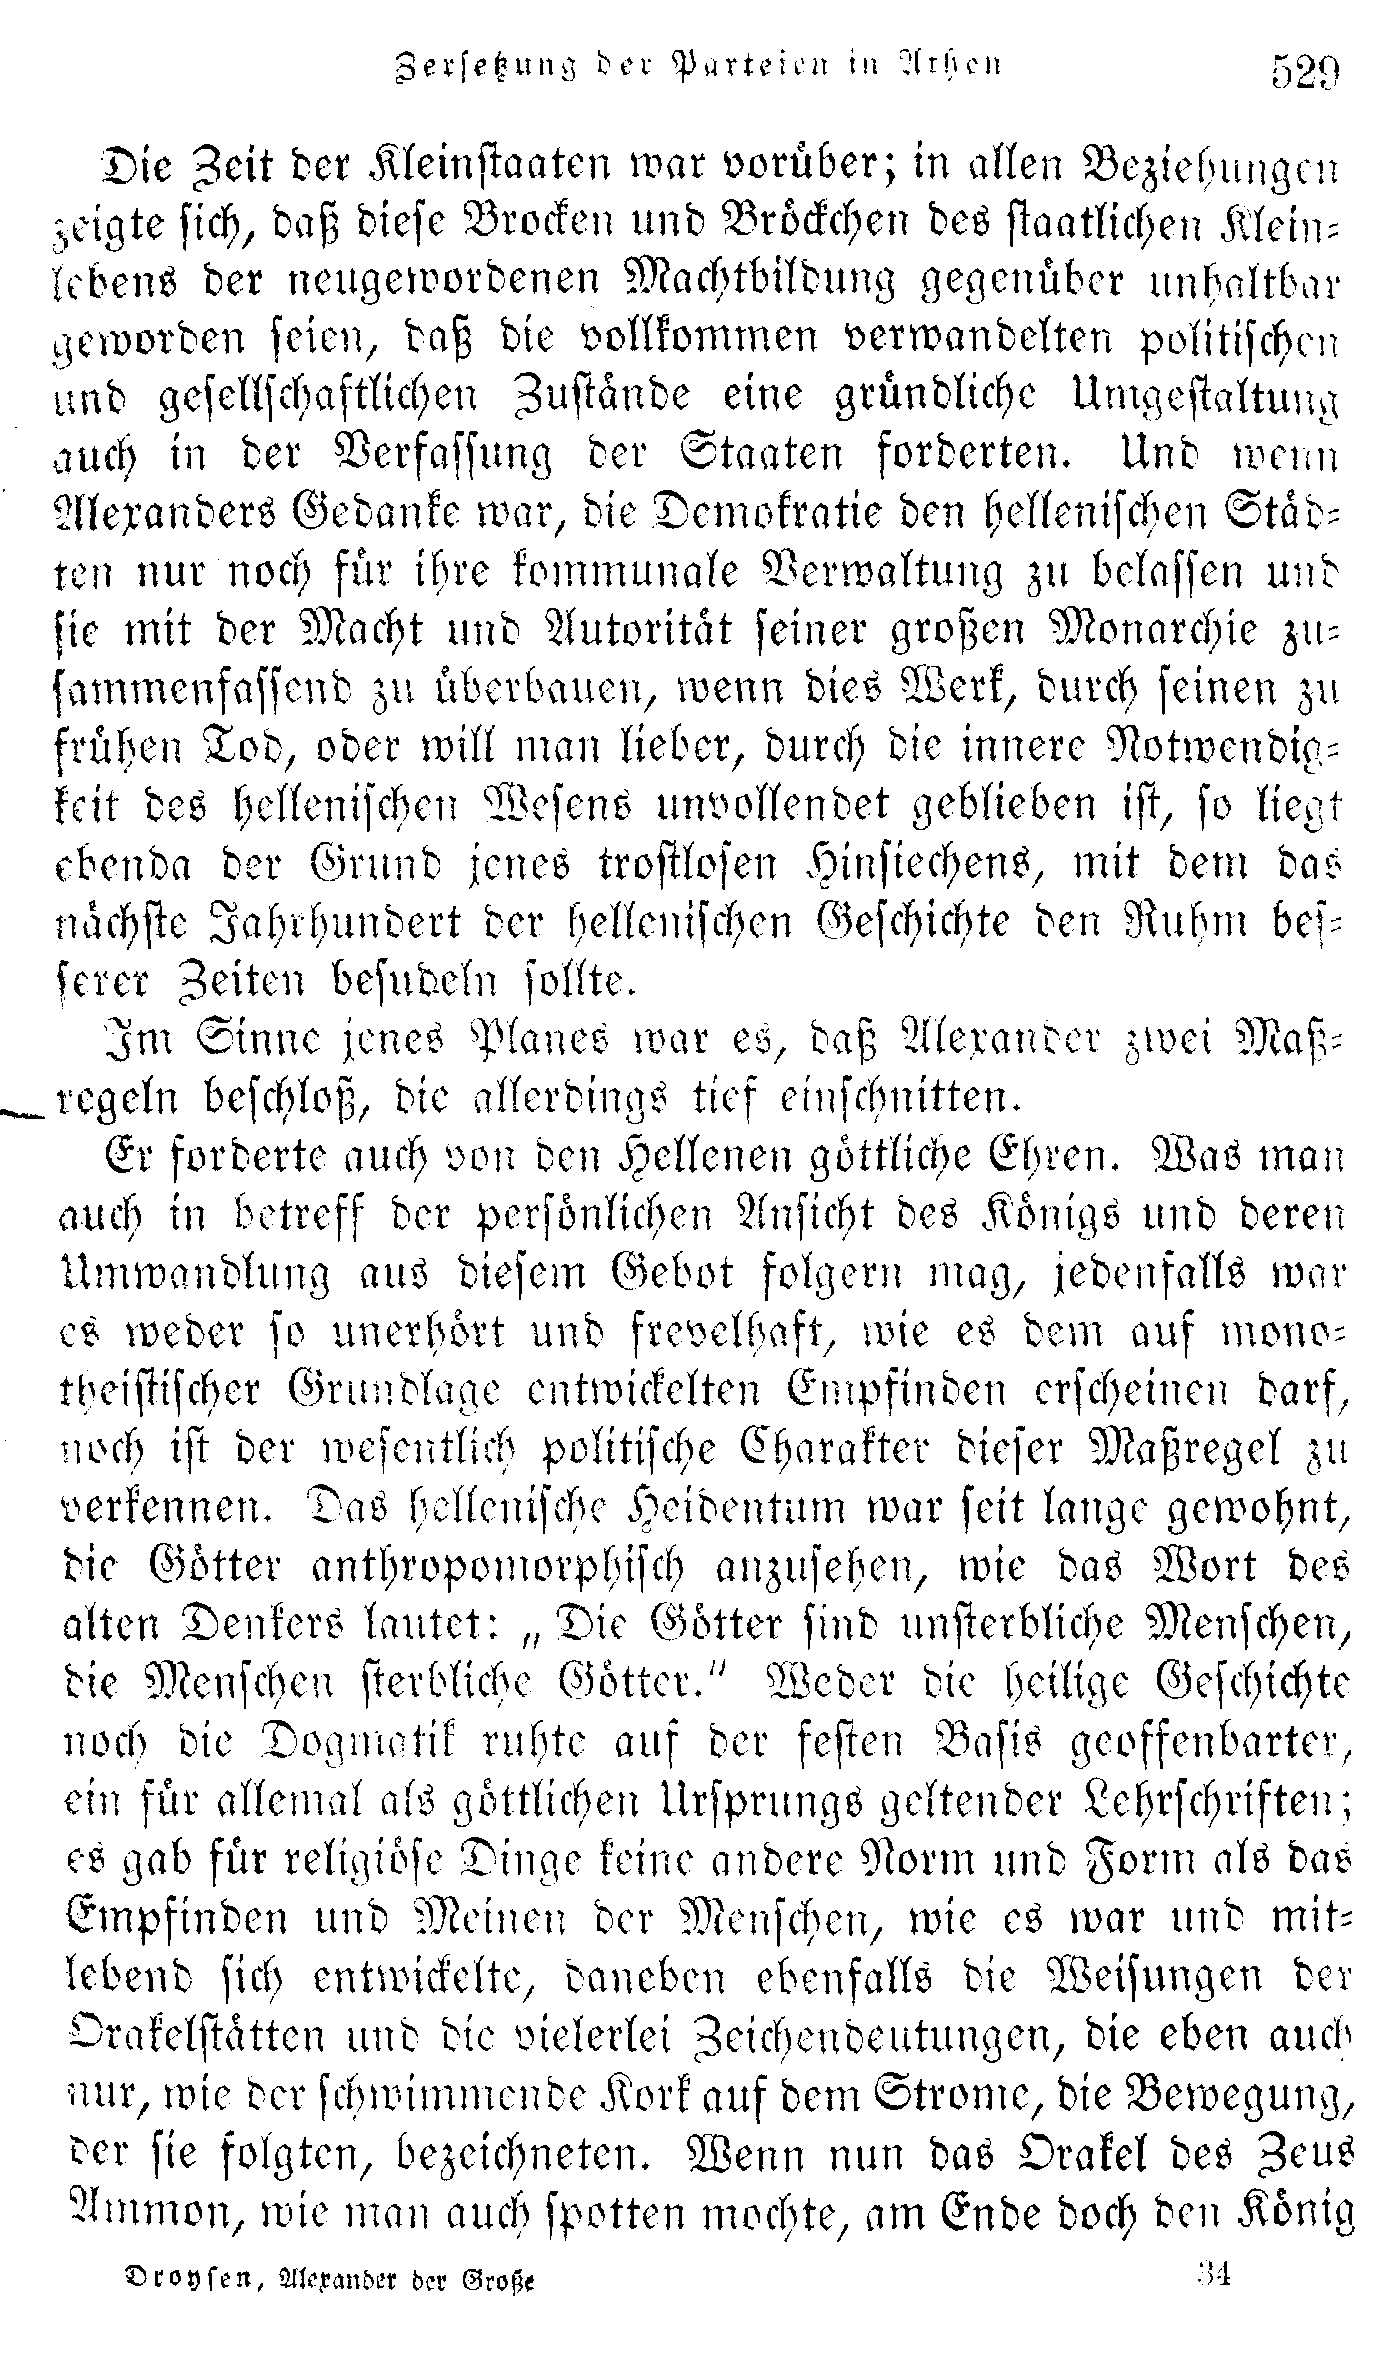 Zersetzung der Parteien in Athen 529
Die Zeit der Kleinstaaten war vorüber; in allen Beziehungen
zeigte sich, daß diese Brocken und Bröckchen des staatlichen Klein-
lebens der neugewordenen Machtbildung gegenüber unhaltbar
geworden seien, daß die vollkommen verwandelten politischen
und gesellschaftlichen Zustände eine gründliche Umgestaltung
auch in der Verfassung der Staaten forderten. Und wenn
Alexanders Gedanke war, die Demokratie den hellenischen Städ-
ten nur noch für ihre kommunale Verwaltung zu belassen und
sie mit der Macht und Autorität seiner großen Monarchie zu-
sammenfassend zu überbauen, wenn dies Werk, durch seinen zu
frühen Tod, oder will man lieber, durch die innere Notwendig-
keit des hellenischen Wesens unvollendet geblieben ist, so liegt
ebenda der Grund jenes trostlosen Hinsiechens, mit dem das
nächste Jahrhundert der hellenischen Geschichte den Ruhm bes-
serer Zeiten besudeln sollte.
Im Sinne jenes Planes war es, daß Alexander zwei Maß-
regeln beschloß, die allerdings tief einschnitten.
Er forderte auch von den Hellenen göttliche Ehren. Was man
auch in betreff der persönlichen Ansicht des Königs und deren
Umwandlung aus diesem Gebot folgern mag, jedenfalls war
es weder so unerhört und frevelhaft, wie es dem auf mono-
theistischer Grundlage entwickelten Empfinden erscheinen darf,
noch ist der wesentlich politische Charakter dieser Maßregel zu
verkennen. Das hellenische Heidentum war seit lange gewohnt,
die Götter anthropomorphisch anzusehen, wie das Wort des
alten Denkers lautet: „Die Götter sind unsterbliche Menschen,
die Menschen sterbliche Götter.“ Weder die heilige Geschichte
noch die Dogmatik ruhte auf der festen Basis geoffenbarter,
ein für allemal als göttlichen Ursprungs geltender Lehrschriften;
es gab für religiöse Dinge keine andere Norm und Form als das
Empfinden und Meinen der Menschen, wie es war und mit-
lebend sich entwickelte, daneben ebenfalls die Weisungen der
Orakelstätten und die vielerlei Zeichendeutungen, die eben auch
nur, wie der schwimmende Kork auf dem Strome, die Bewegung,
der sie folgten, bezeichneten. Wenn nun das Orakel des Zeus
Ammon, wie man auch spotten mochte, am Ende doch den König
Droysen, Alexander der Große 34